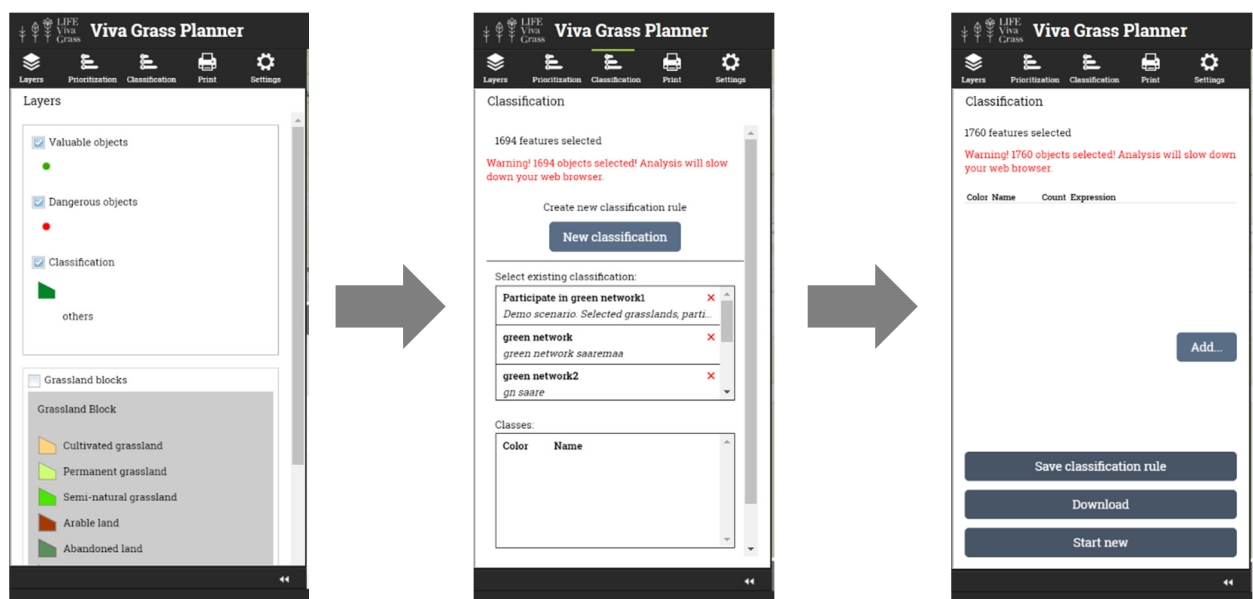 LIFE
Viva
Grass
Viva Grass Planner
Layers
Prioritization
Classification
Print
Settings
Layers
Valuable objects
Dangerous objects
Classification
others
Grassland blocks
Grassland Block
Cultivated grassland
Permanent grassland
Semi-natural grassland
Arable land
Abandoned land
LIFE
Viva
Grass
Viva Grass Planner
Layers
Prioritization
Classification
Print
Settings
Classification
1694 features selected
Warning! 1694 objects selected! Analysis will slow
down your web browser.
Create new classification rule
New classification
Select existing classification:
Participate in green network1
Demo scenario. Selected grasslands, parti...
green network
green network saaremaa
green network2
gn saare
Classes:
Color Name
LIFE
Viva
Grass
Viva Grass Planner
Layers
Prioritization
Classification
Print
Settings
Classification
1760 features selected
Warning! 1760 objects selected! Analysis will slow down
your web browser.
Color Name Count Expression
Add...
Save classification rule
Download
Start new